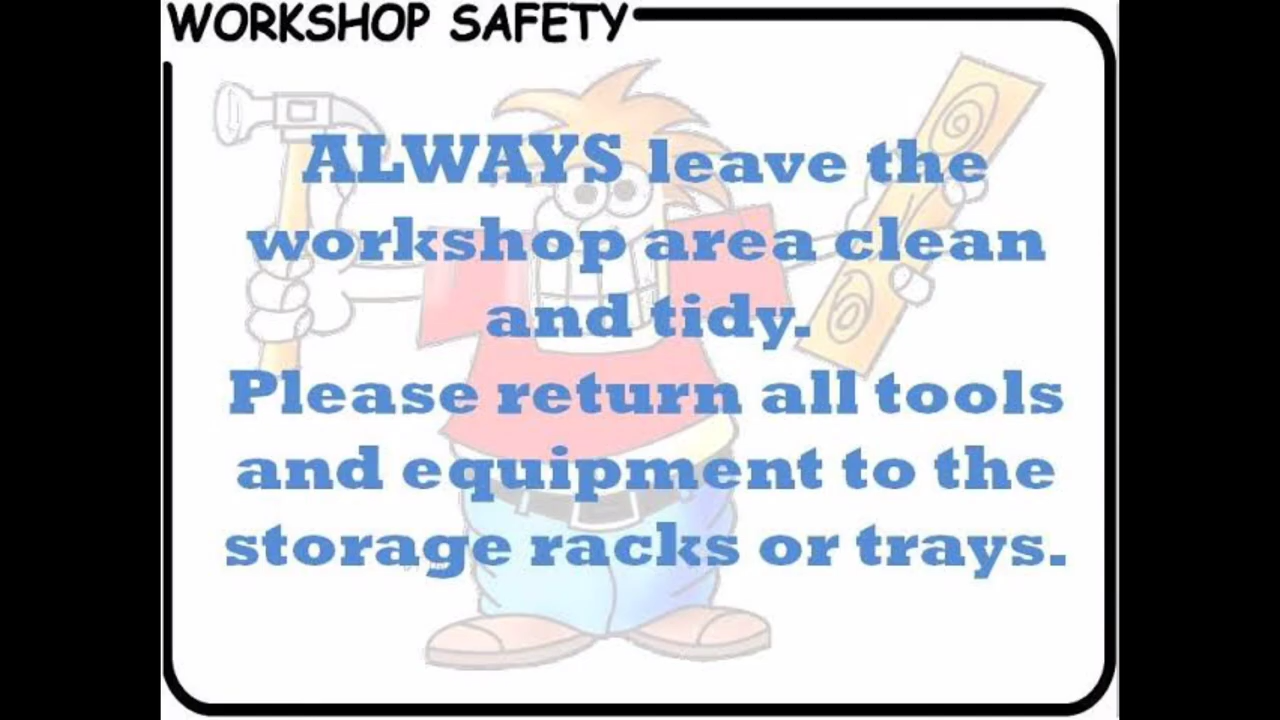 WORKSHOP SAFETY
ALWAYS leave the
workshop area clean
and tidy.
Please return all tools
and equipment to the
storage racks or trays.